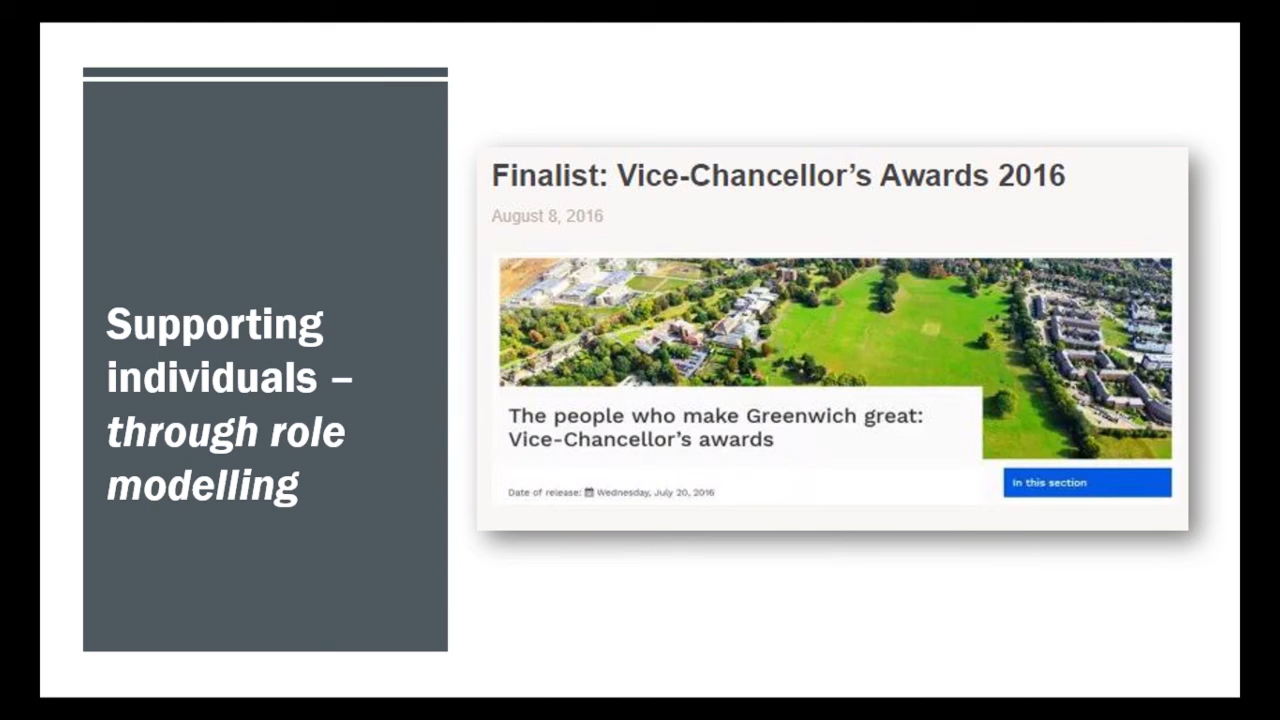 Supporting
individuals –
through role
modelling
Finalist: Vice-Chancellor’s Awards 2016
August 8, 2016
The people who make Greenwich great:
Vice-Chancellor’s awards
Date of release: Wednesday, July 20, 2016
In this section